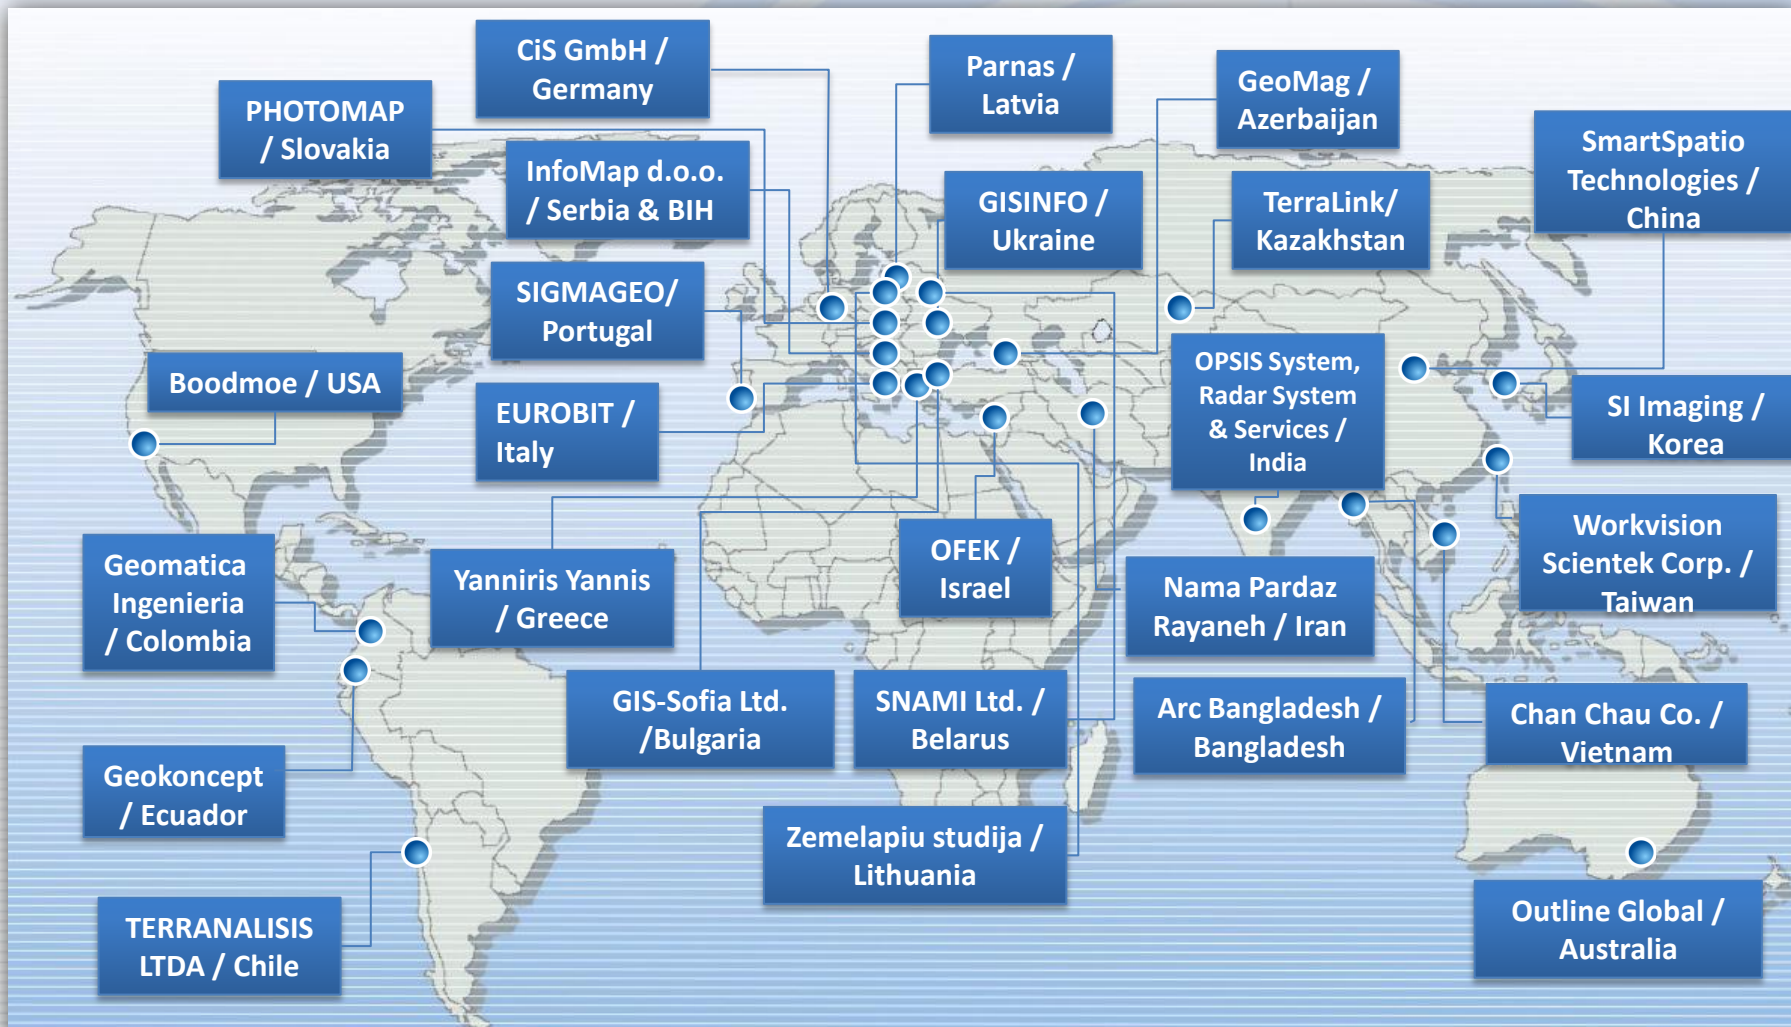 CiS GmbH /
Germany
Parnas /
Latvia
GeoMag /
Azerbaijan
PHOTOMAP
/ Slovakia
SmartSpatio
Technologies /
China
InfoMap d.o.o.
/ Serbia & BIH
GISINFO /
Ukraine
TerraLink/
Kazakhstan
SIGMAGEO/
Portugal
Boodmoe / USA
OPSIS System,
Radar System
& Services /
India
EUROBIT /
Italy
SI Imaging /
Korea
Geomatica
Ingenieria
/ Colombia
Yanniris Yannis
/ Greece
OFEK /
Israel
Nama Pardaz
Rayaneh / Iran
Workvision
Scientek Corp. /
Taiwan
GIS-Sofia Ltd.
/Bulgaria
SNAMI Ltd. /
Belarus
Arc Bangladesh /
Bangladesh
Chan Chau Co. /
Vietnam
Geokoncept
/ Ecuador
Zemelapiu studija /
Lithuania
TERRANALISIS
LTDA / Chile
Outline Global /
Australia